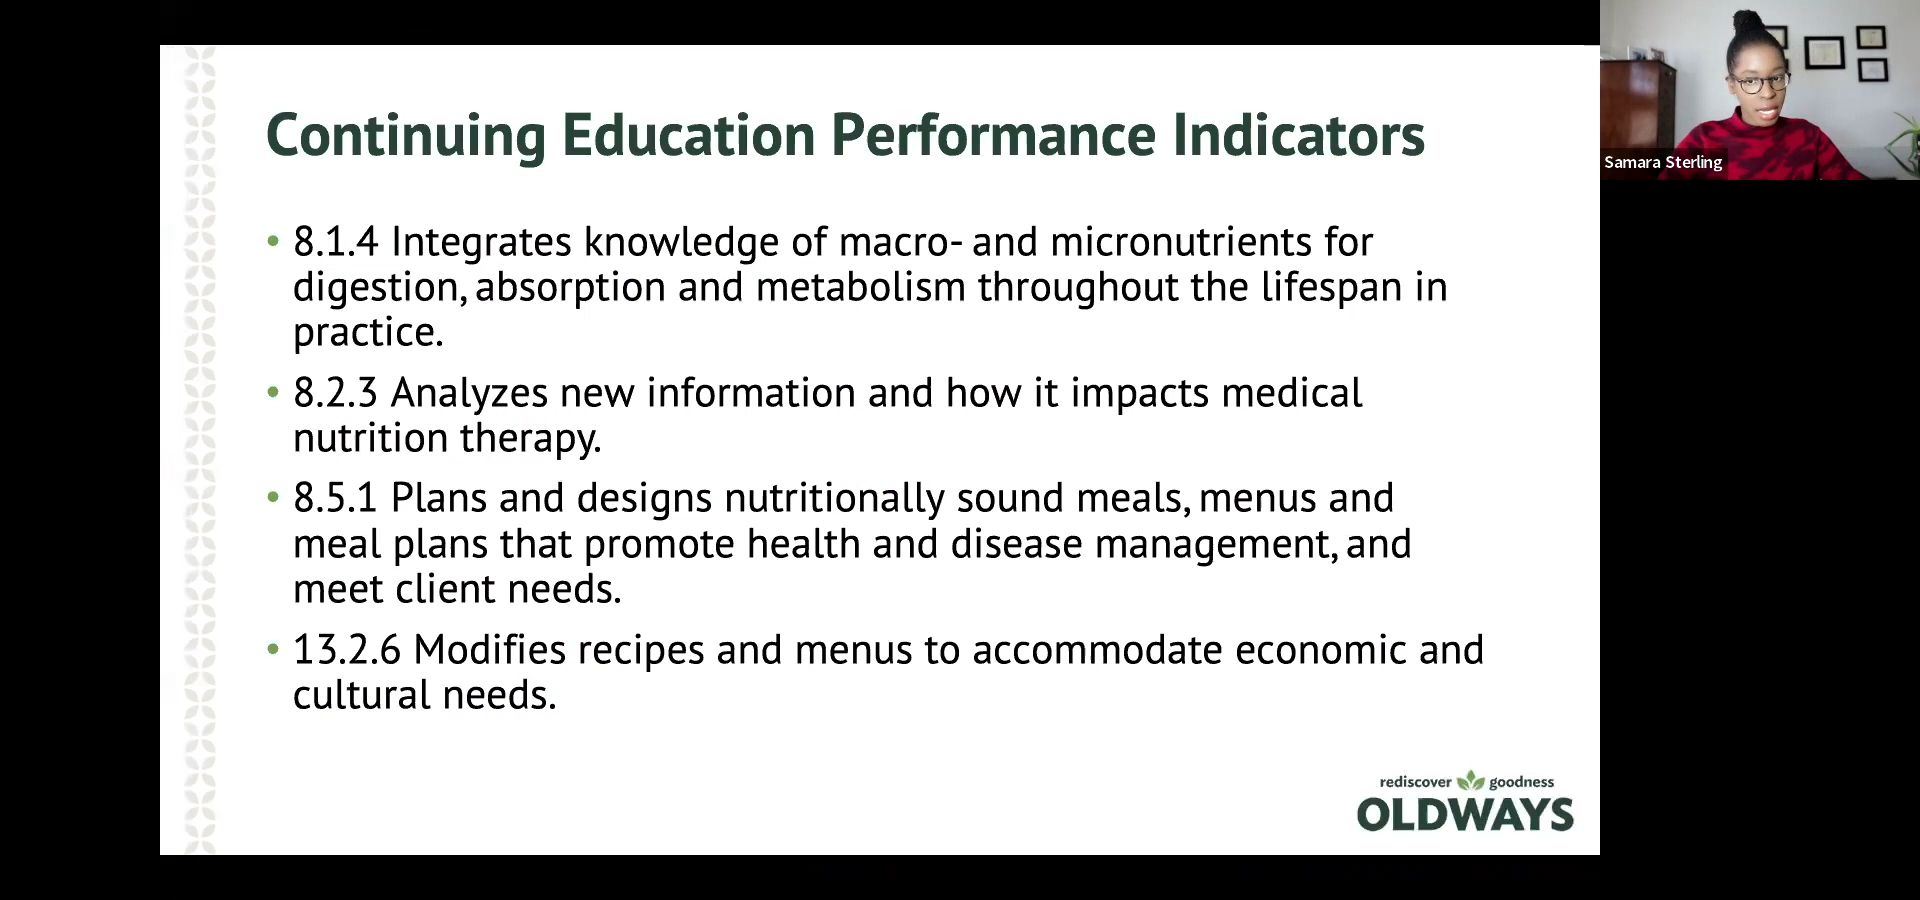 Continuing Education Performance Indicators
• 8.1.4 Integrates knowledge of macro- and micronutrients for
digestion, absorption and metabolism throughout the lifespan in
practice.
• 8.2.3 Analyzes new information and how it impacts medical
nutrition therapy.
• 8.5.1 Plans and designs nutritionally sound meals, menus and
meal plans that promote health and disease management, and
meet client needs.
• 13.2.6 Modifies recipes and menus to accommodate economic and
cultural needs.
rediscover goodness
OLDWAYS
Samara Sterling